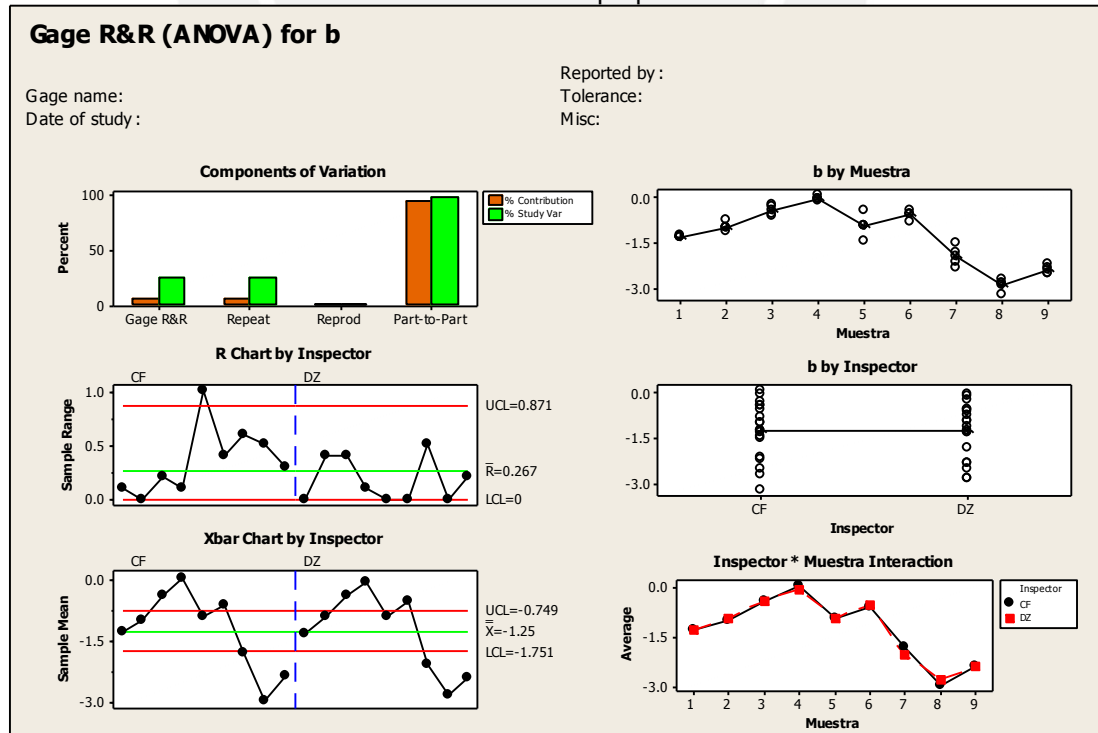 Gage R&R (ANOVA) for b
Gage name:
Date of study :
Reported by :
Tolerance:
Misc:
Components of Variation
Percent
100
50
0
Gage R&R Repeat Reprod Part-to-Part
% Contribution
% Study Var
R Chart by Inspector
CF DZ
Sample Range
1.0
0.5
0.0
UCL=0.871
R=0.267
LCL=0
Xbar Chart by Inspector
CF DZ
Sample Mean
0.0
-1.5
-3.0
UCL=-0.749
X=-1.25
LCL=-1.751
b by Muestra
0.0
-1.5
-3.0
1 2 3 4 5 6 7 8 9
Muestra
b by Inspector
0.0
-1.5
-3.0
CF DZ
Inspector
Inspector * Muestra Interaction
Average
0.0
-1.5
-3.0
1 2 3 4 5 6 7 8 9
Muestra
Inspector
CF
DZ